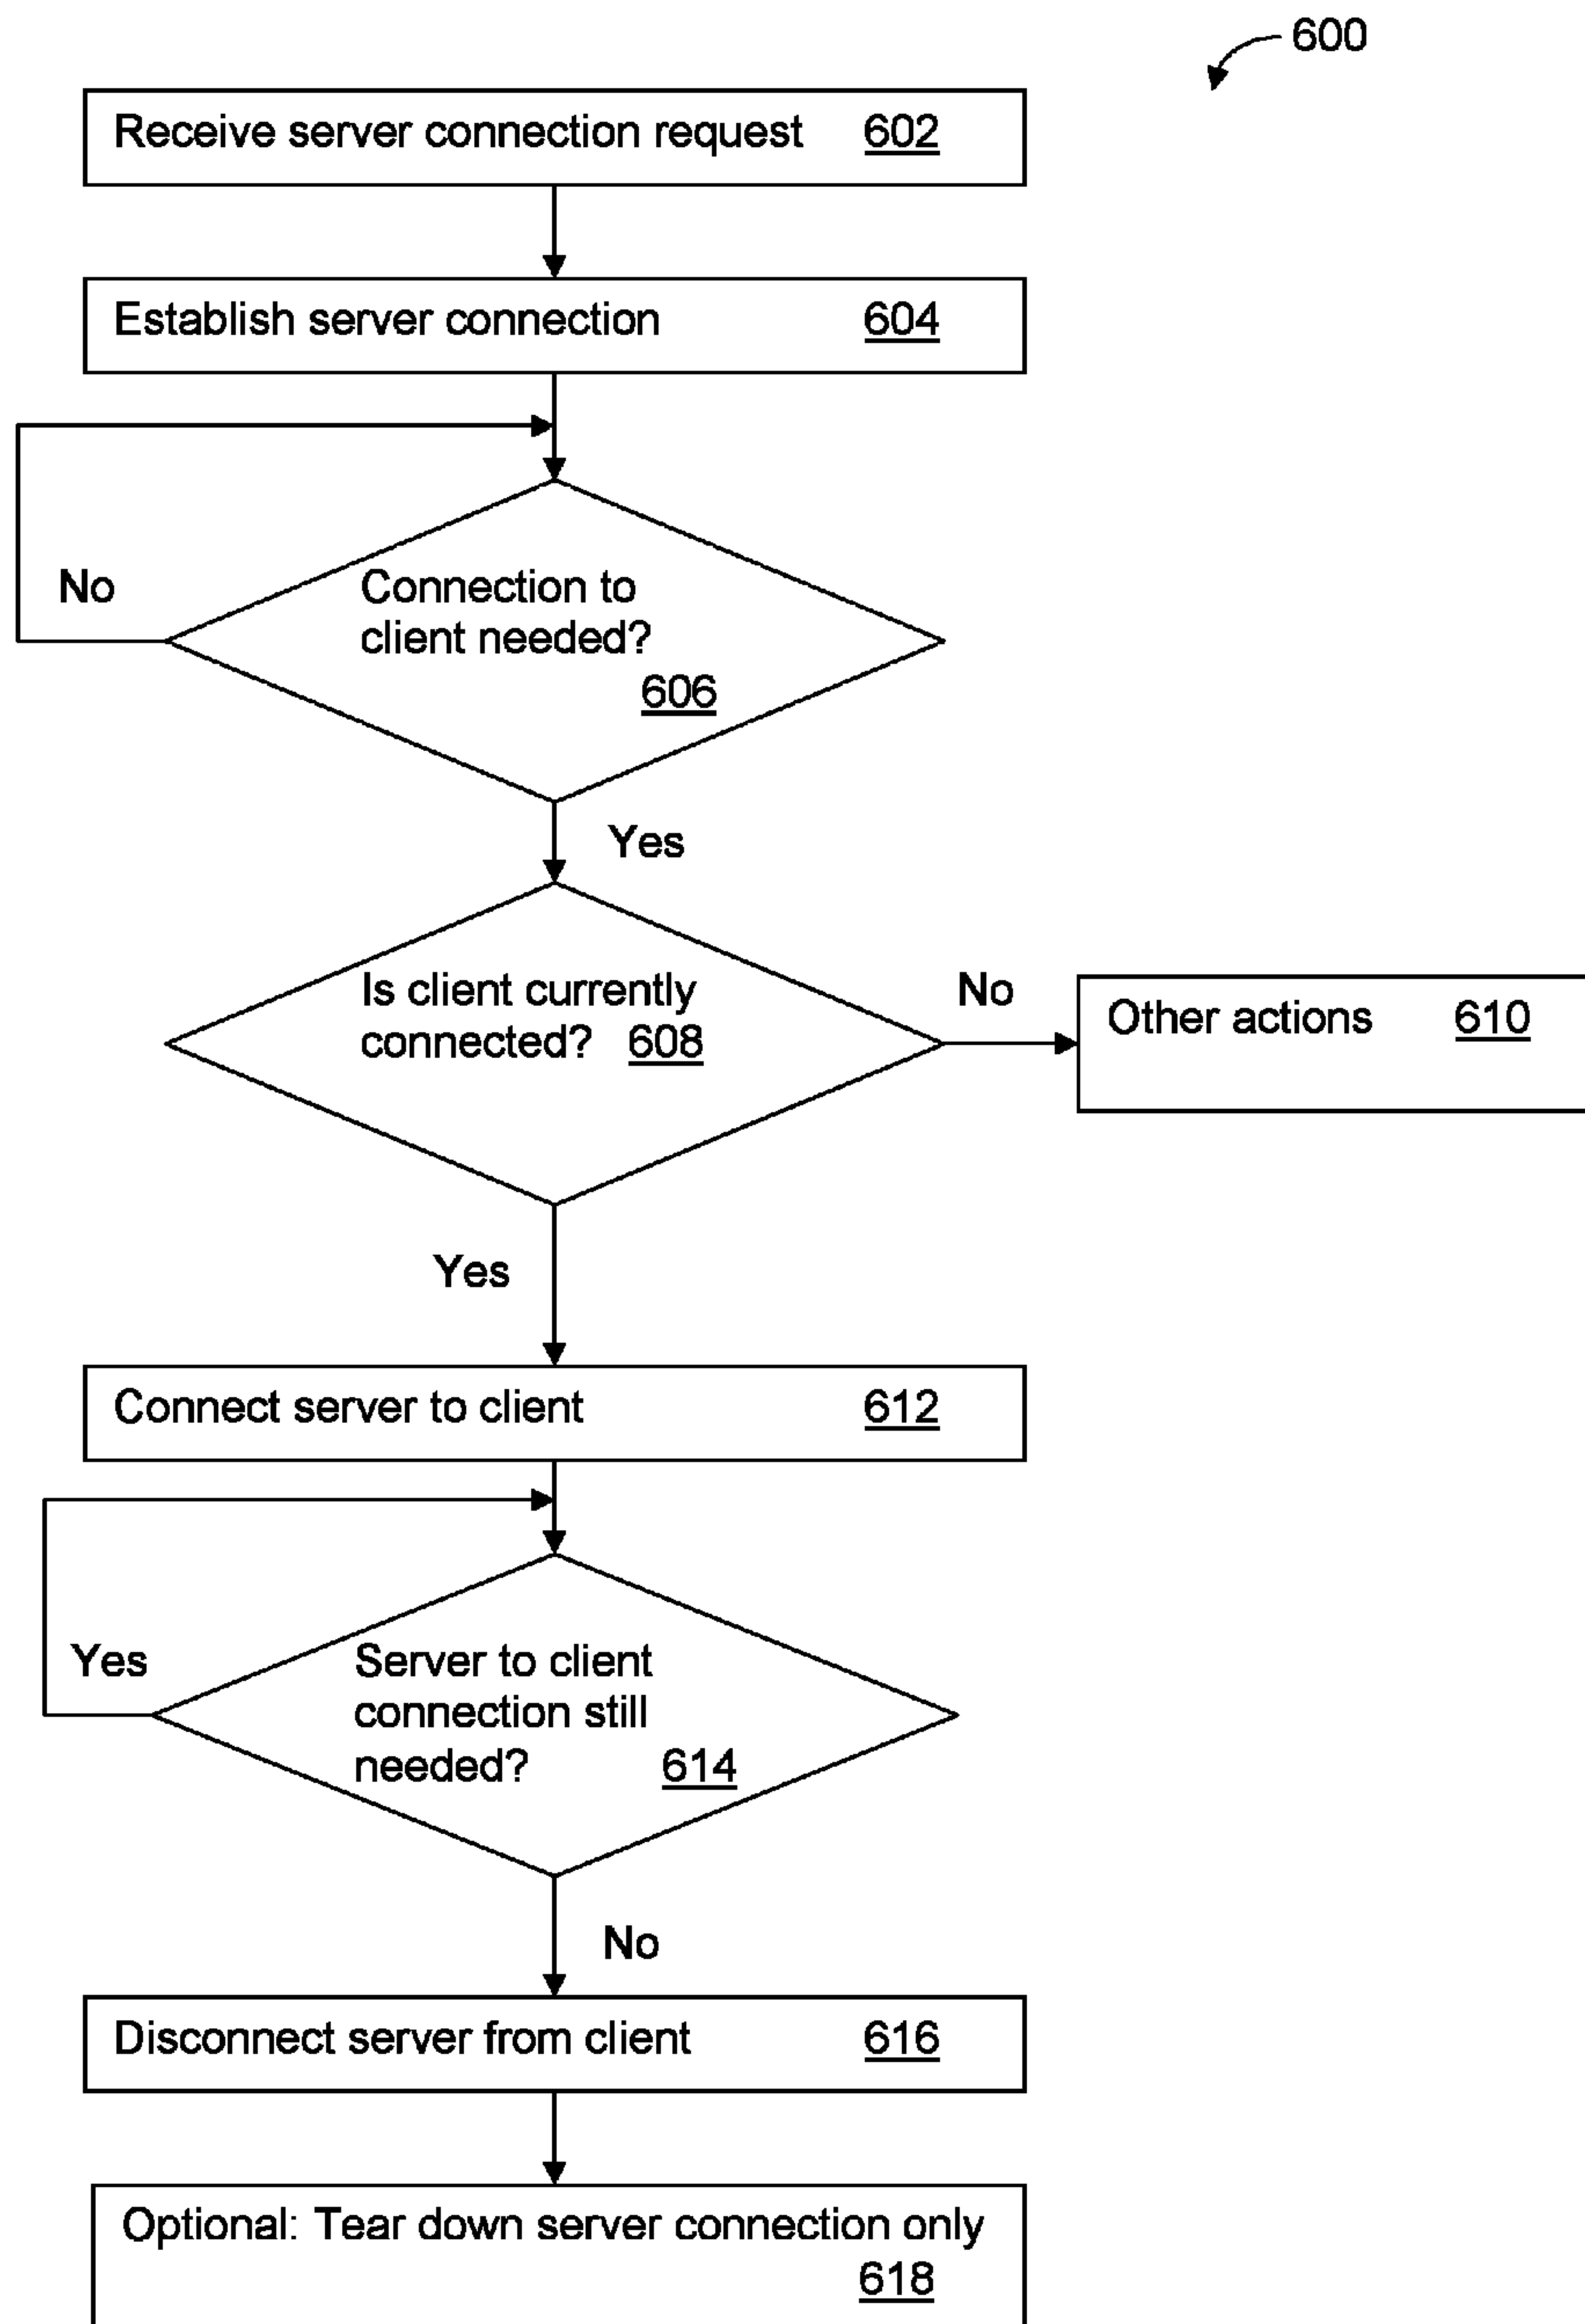 600
Receive server connection request 602
Establish server connection 604
No
Connection to
client needed?
606
Yes
Is client currently
connected? 608
No
Other actions 610
Yes
Connect server to client 612
Yes
Server to client
connection still
needed? 614
No
Disconnect server from client 616
Optional: Tear down server connection only
618